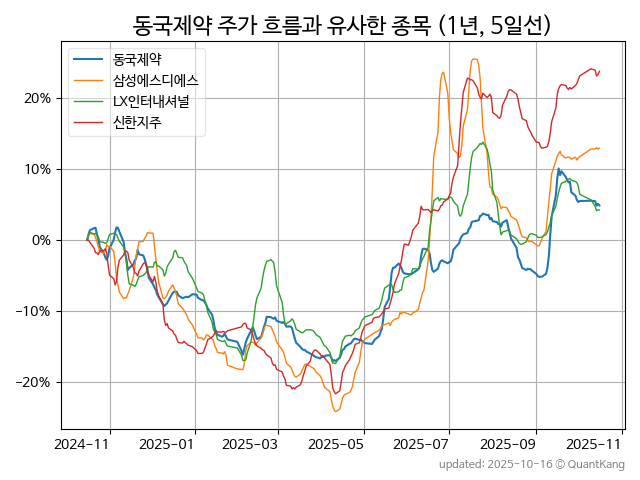 동국제약 주가 흐름과 유사한 종목 (1년, 5일선)
동국제약
삼성에스디에스
LX인터내셔널
신한지주
20%
10%
0%
−10%
−20%
2024-11 2025-01 2025-03 2025-05 2025-07 2025-09 2025-11
updated: 2025-10-16 © QuantKang